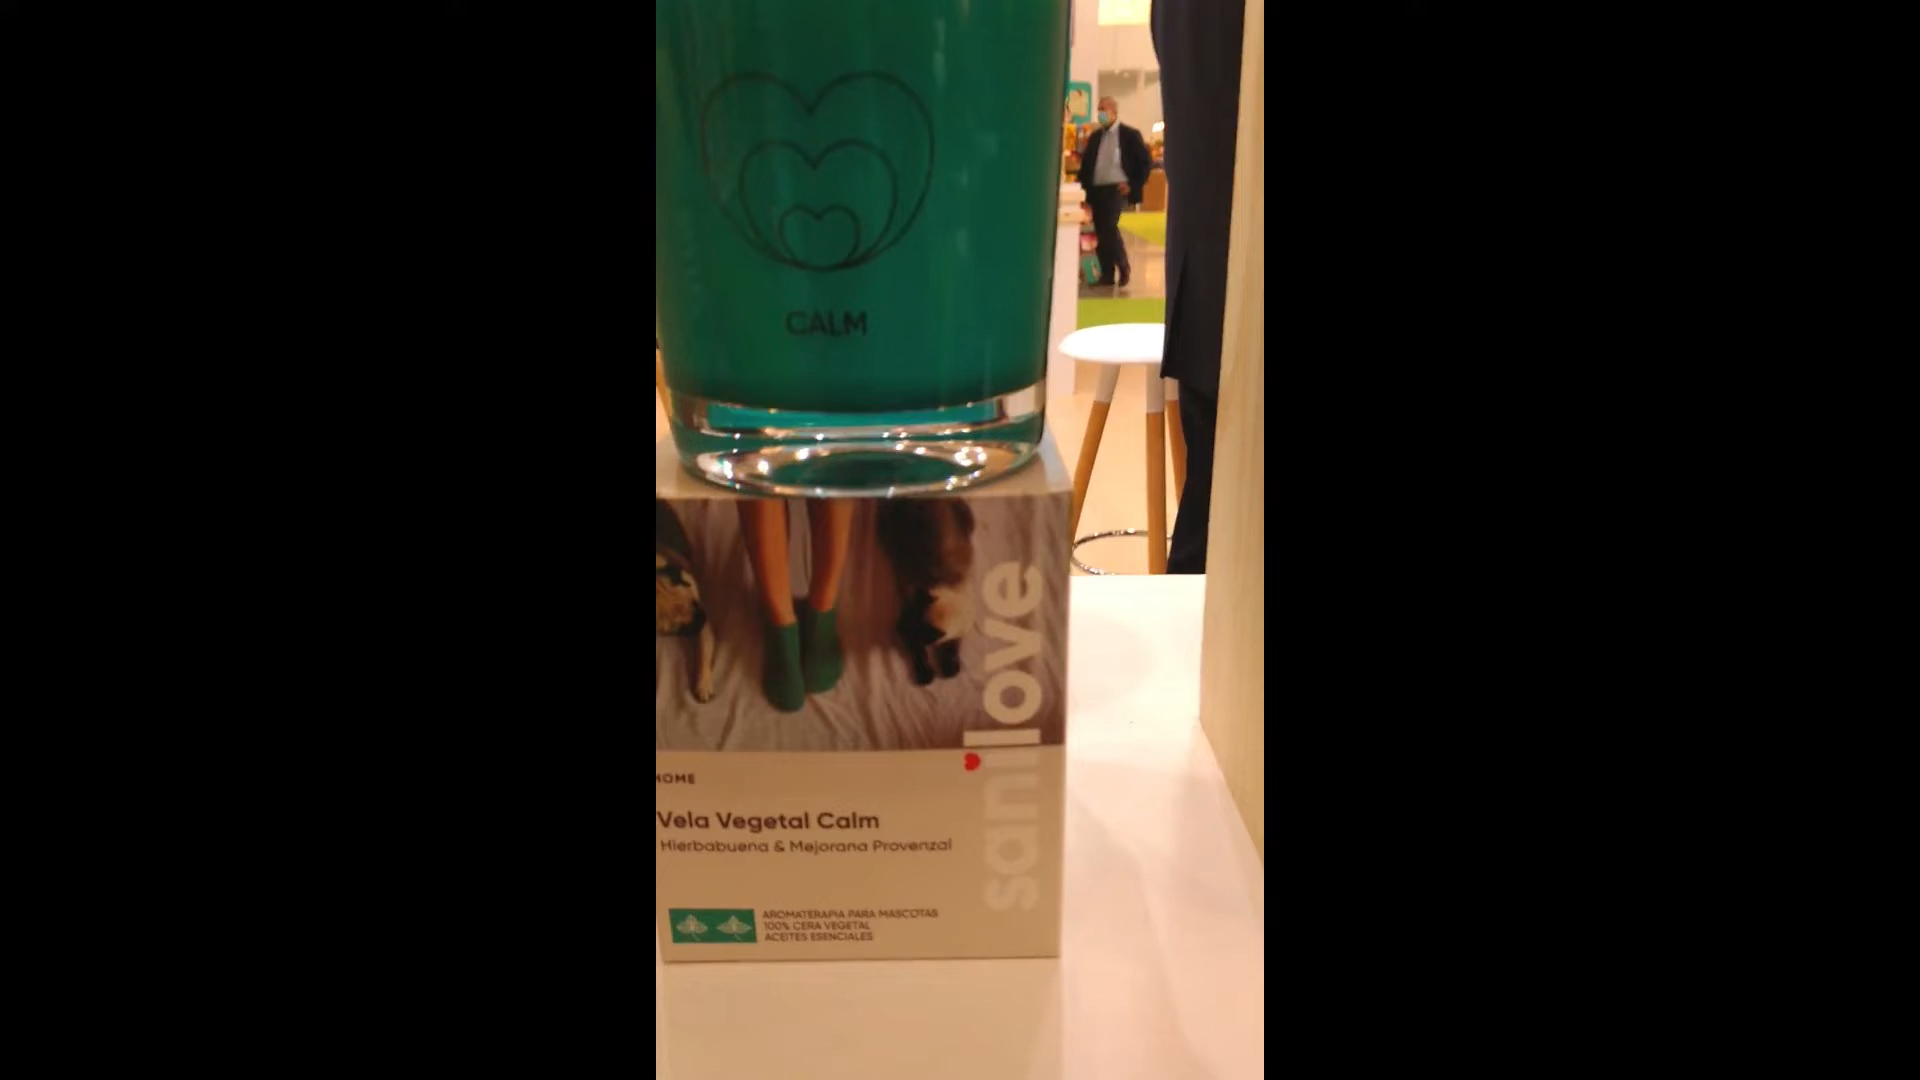 CALM
sanilove
HOME
Vela Vegetal Calm
Hierbabuena & Mejorana Provenzal
AROMATERAPIA PARA MASCOTAS
100% CERA VEGETAL
ACEITES ESENCIALES